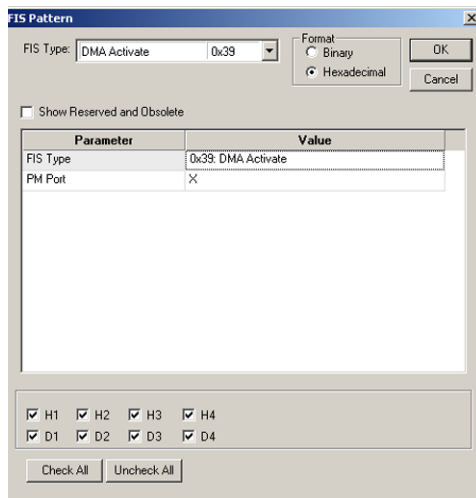 FIS Pattern
FIS Type: DMA Activate 0x39
Format
Binary
Hexadecimal
OK
Cancel
Show Reserved and Obsolete
Parameter Value
FIS Type 0x39: DMA Activate
PM Port X
H1 H2 H3 H4
D1 D2 D3 D4
Check All Uncheck All